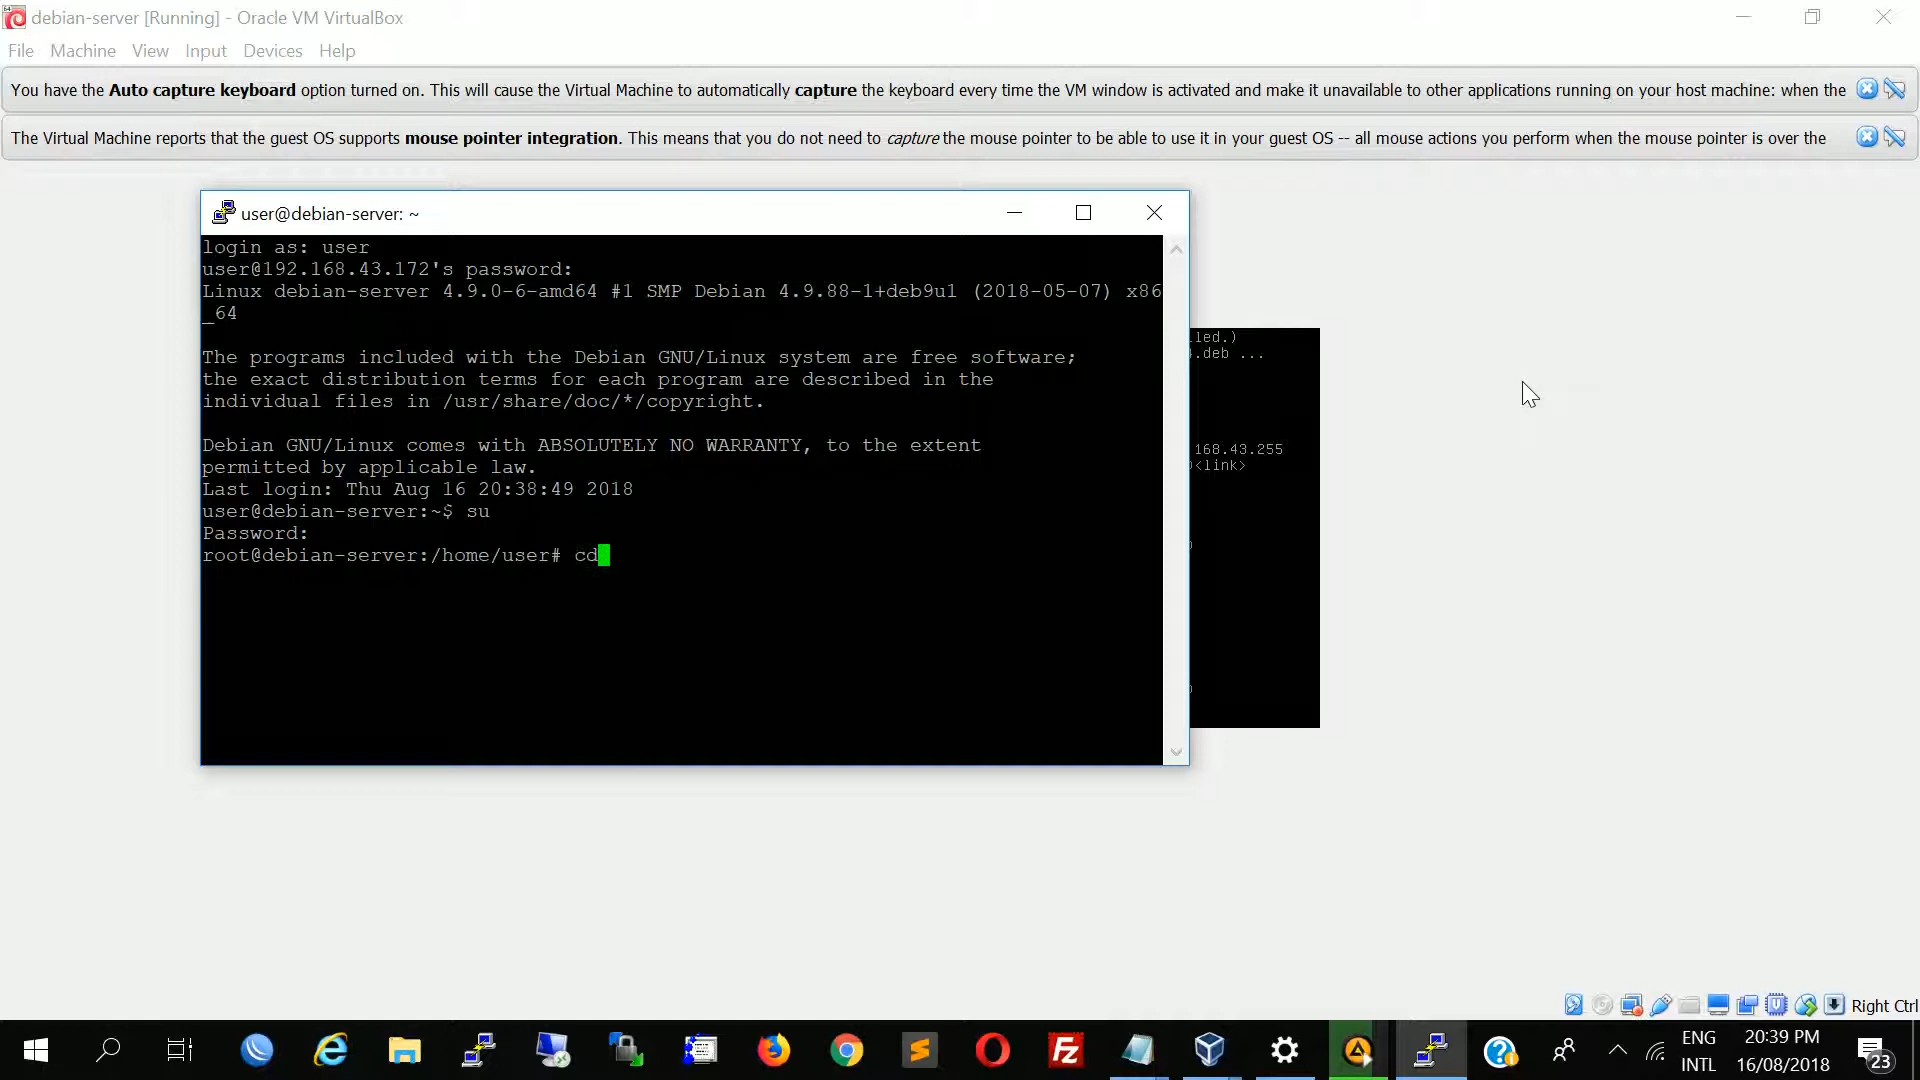 debian-server [Running] - Oracle VM VirtualBox
File Machine View Input Devices Help
You have the Auto capture keyboard option turned on. This will cause the Virtual Machine to automatically capture the keyboard every time the VM window is activated and make it unavailable to other applications running on your host machine: when the
The Virtual Machine reports that the guest OS supports mouse pointer integration. This means that you do not need to capture the mouse pointer to be able to use it in your guest OS -- all mouse actions you perform when the mouse pointer is over the
user@debian-server: ~
login as: user
user@192.168.43.172's password:
Linux debian-server 4.9.0-6-amd64 #1 SMP Debian 4.9.88-1+deb9u1 (2018-05-07) x86
_64
The programs included with the Debian GNU/Linux system are free software;
the exact distribution terms for each program are described in the
individual files in /usr/share/doc/*/copyright.
Debian GNU/Linux comes with ABSOLUTELY NO WARRANTY, to the extent
permitted by applicable law.
Last login: Thu Aug 16 20:38:49 2018
user@debian-server:~$ su
Password:
root@debian-server:/home/user# cd
led.)
.deb ...
168.43.255
<link>
Right Ctrl
ENG
INTL
20:39 PM
16/08/2018
23